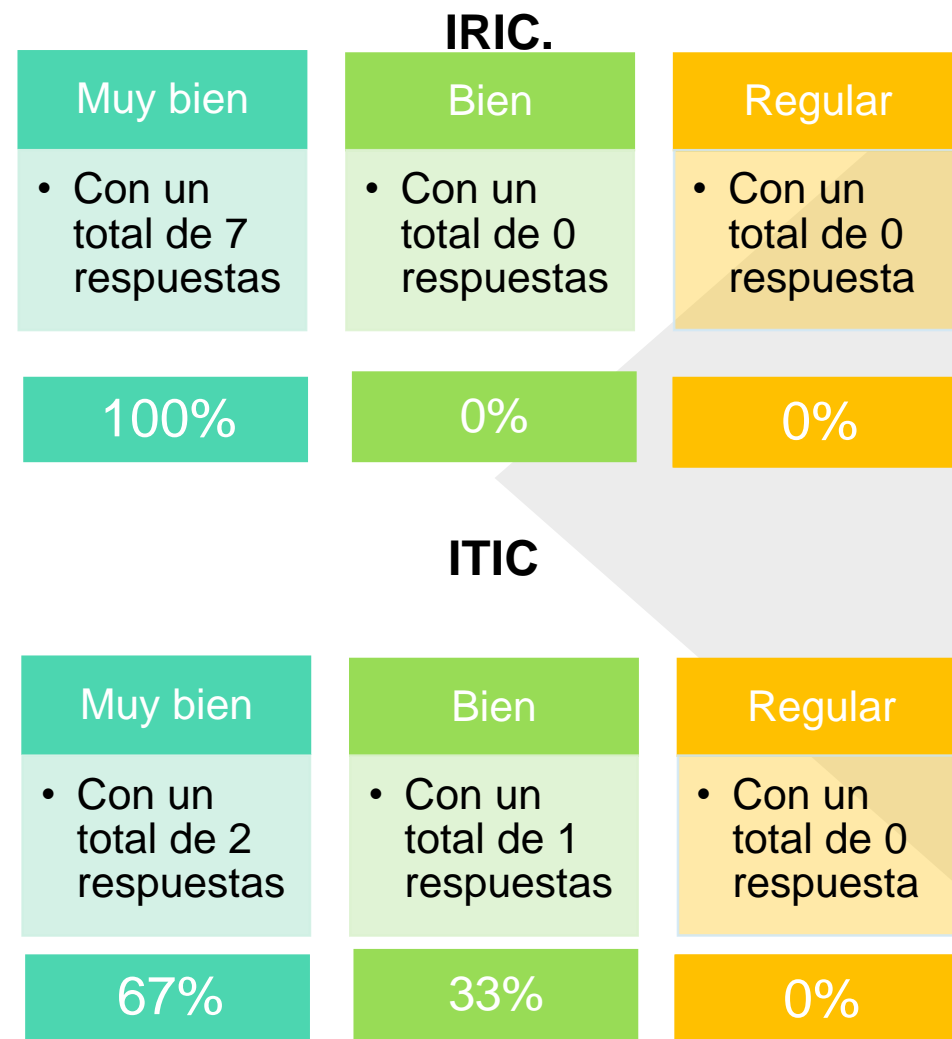 IRIC.
Muy bien
• Con un
total de 7
respuestas
100%
Bien
• Con un
total de 0
respuestas
0%
Regular
• Con un
total de 0
respuesta
0%
ITIC
Muy bien
• Con un
total de 2
respuestas
67%
Bien
• Con un
total de 1
respuestas
33%
Regular
• Con un
total de 0
respuesta
0%